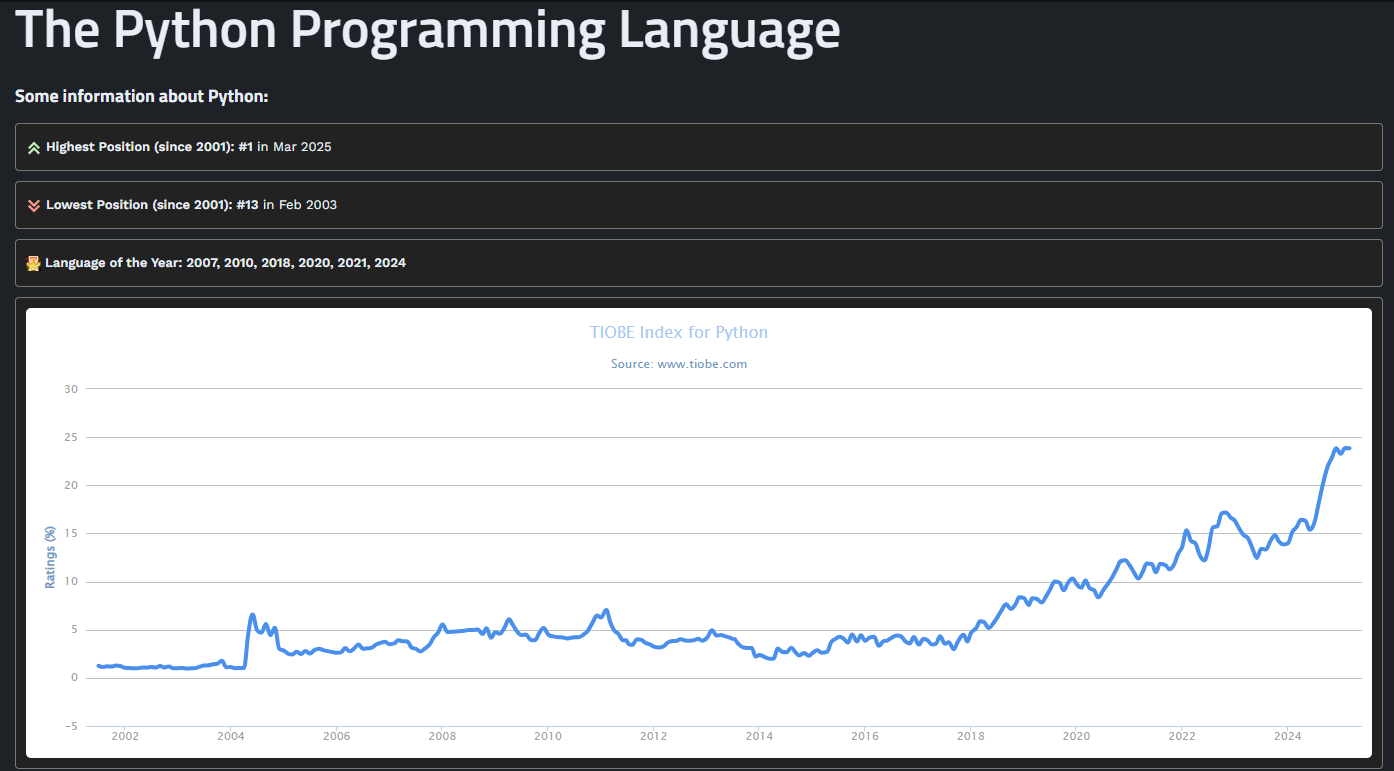 The Python Programming Language
Some information about Python:
Highest Position (since 2001): #1 in Mar 2025
Lowest Position (since 2001): #13 in Feb 2003
Language of the Year: 2007, 2010, 2018, 2020, 2021, 2024
TIOBE Index for Python
Source: www.tiobe.com
Ratings (%)
30
25
20
15
10
5
0
-5
2002 2004 2006 2008 2010 2012 2014 2016 2018 2020 2022 2024